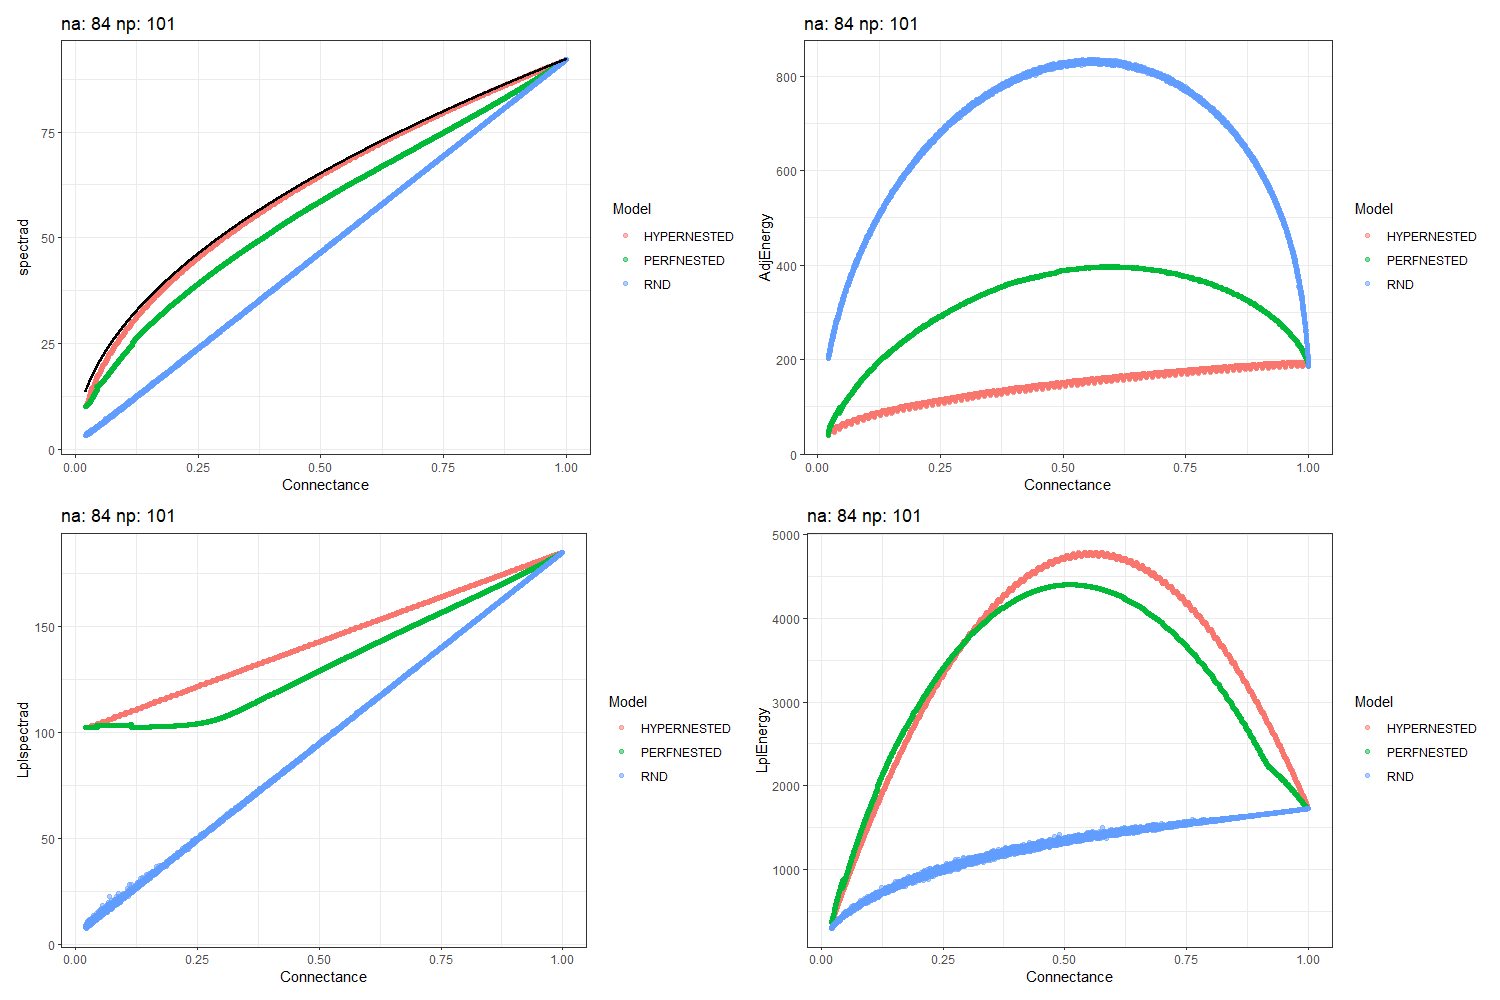 na: 84 np: 101
spectrad
75
50
25
0
0.00 0.25 0.50 0.75 1.00
Connectance
Model
HYPERNESTED
PERFNESTED
RND
na: 84 np: 101
AdjEnergy
800
600
400
200
0
0.00 0.25 0.50 0.75 1.00
Connectance
Model
HYPERNESTED
PERFNESTED
RND
na: 84 np: 101
Lplspectrad
150
100
50
0
0.00 0.25 0.50 0.75 1.00
Connectance
Model
HYPERNESTED
PERFNESTED
RND
na: 84 np: 101
LplEnergy
5000
4000
3000
2000
1000
0.00 0.25 0.50 0.75 1.00
Connectance
Model
HYPERNESTED
PERFNESTED
RND